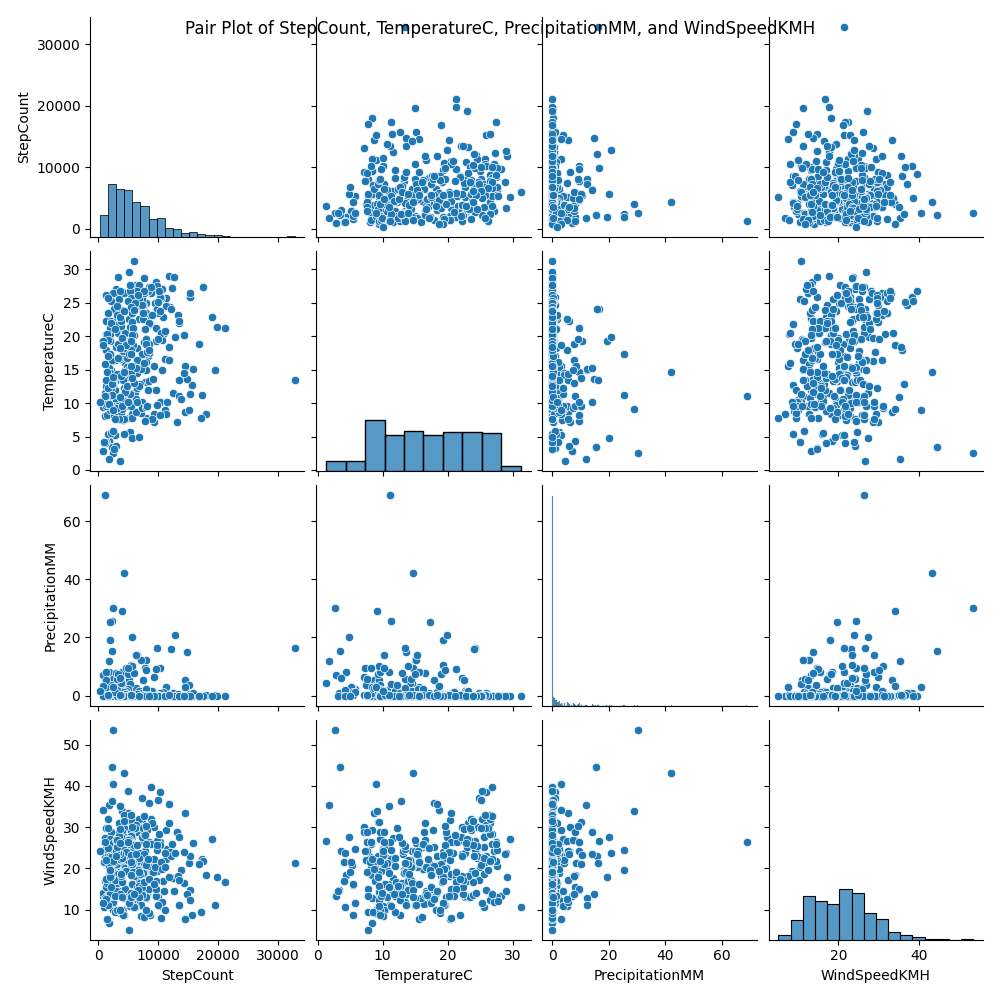 Pair Plot of StepCount, TemperatureC, PrecipitationMM, and WindSpeedKMH
StepCount
30000
20000
10000
0
TemperatureC
30
25
20
15
10
5
0
PrecipitationMM
60
40
20
0
WindSpeedKMH
50
40
30
20
10
0 10000 20000 30000
0 10 20 30
0 20 40 60
20 40
StepCount
TemperatureC
PrecipitationMM
WindSpeedKMH